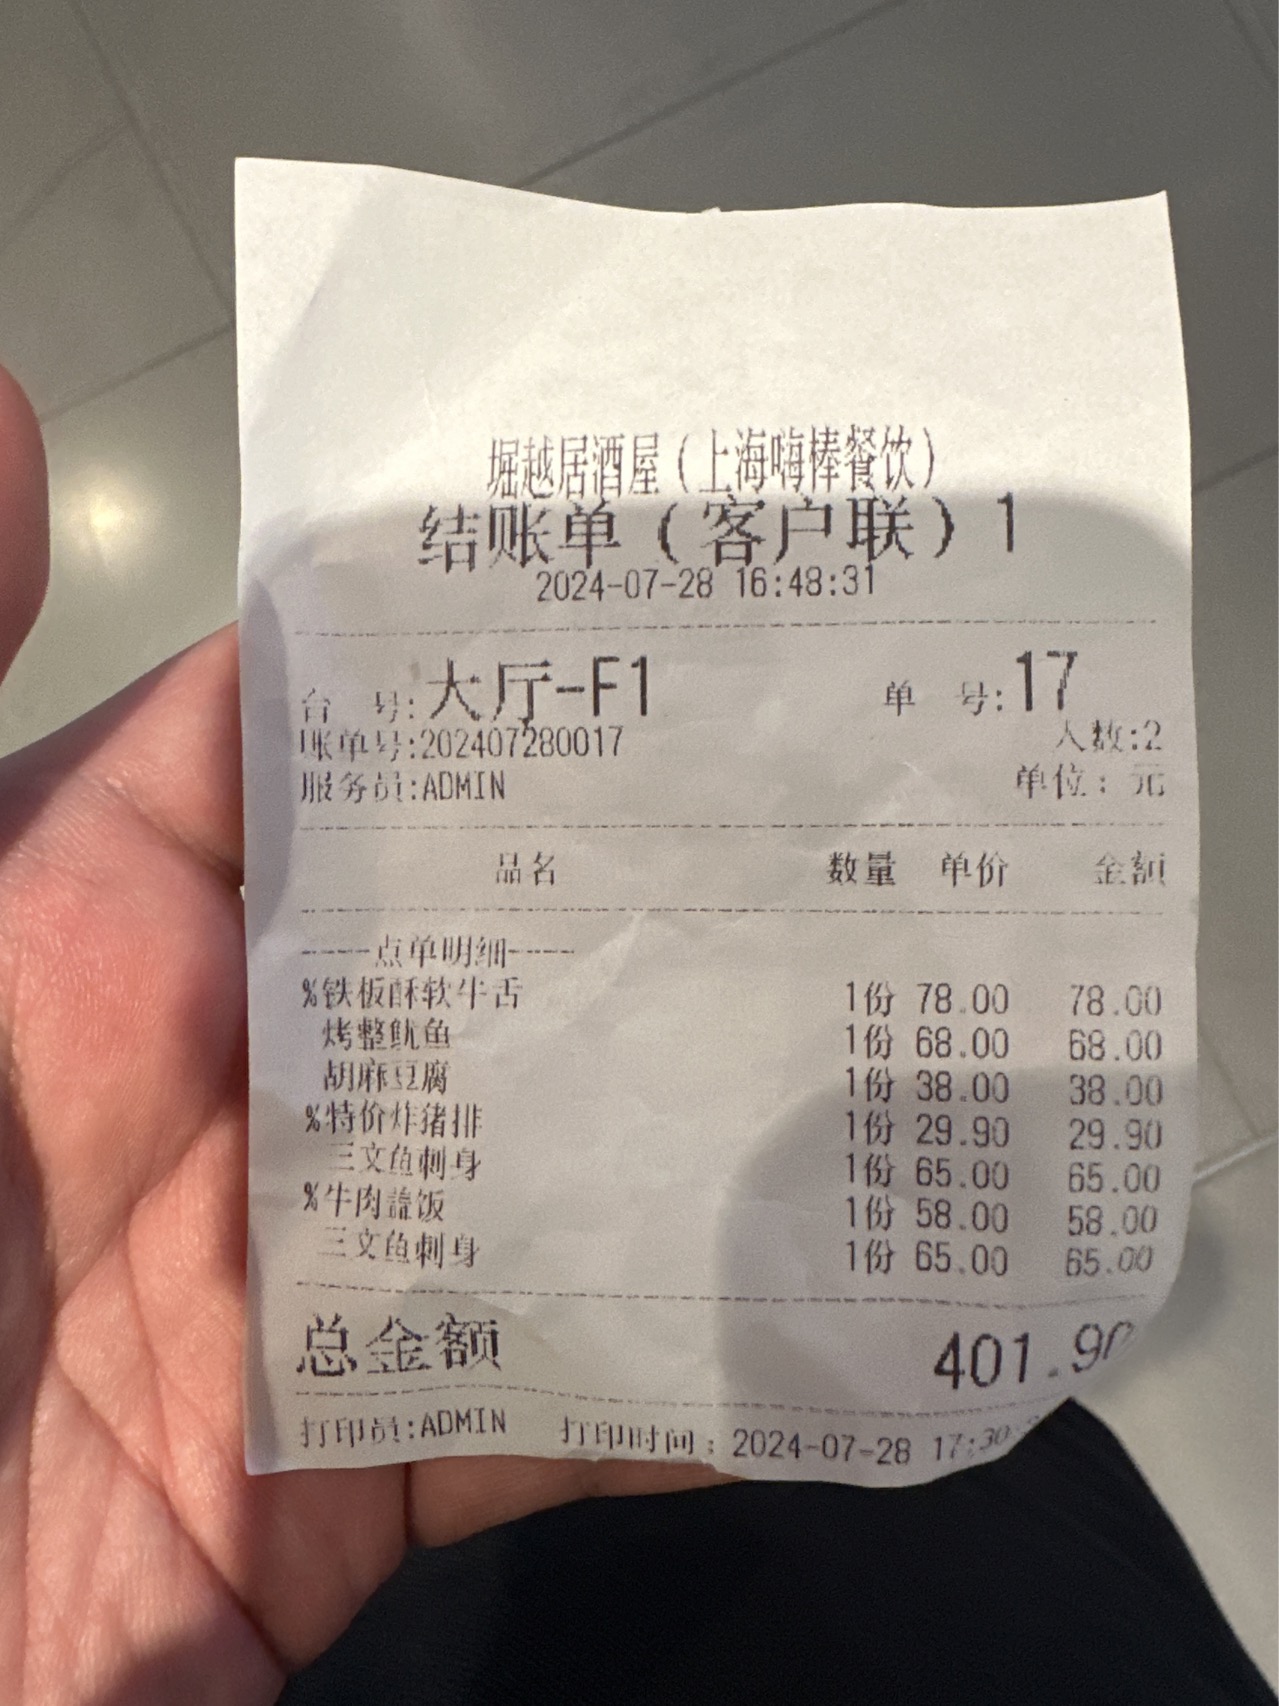 堀越居酒屋（上海嗨棒餐饮）
结账单（客户联）1
2024-07-28 16:48:31
台 号:大厅-F1 单 号:17
账单号:202407280017 人数:2
服务员:ADMIN 单位：元
品名 数量 单价 金额
----点单明细----
%铁板酥软牛舌 1份 78.00 78.00
烤整鱿鱼 1份 68.00 68.00
胡麻豆腐 1份 38.00 38.00
%特价炸猪排 1份 29.90 29.90
三文鱼刺身 1份 65.00 65.00
%牛肉盖饭 1份 58.00 58.00
三文鱼刺身 1份 65.00 65.00
总金额 401.90
打印员:ADMIN 打印时间：2024-07-28 17:30